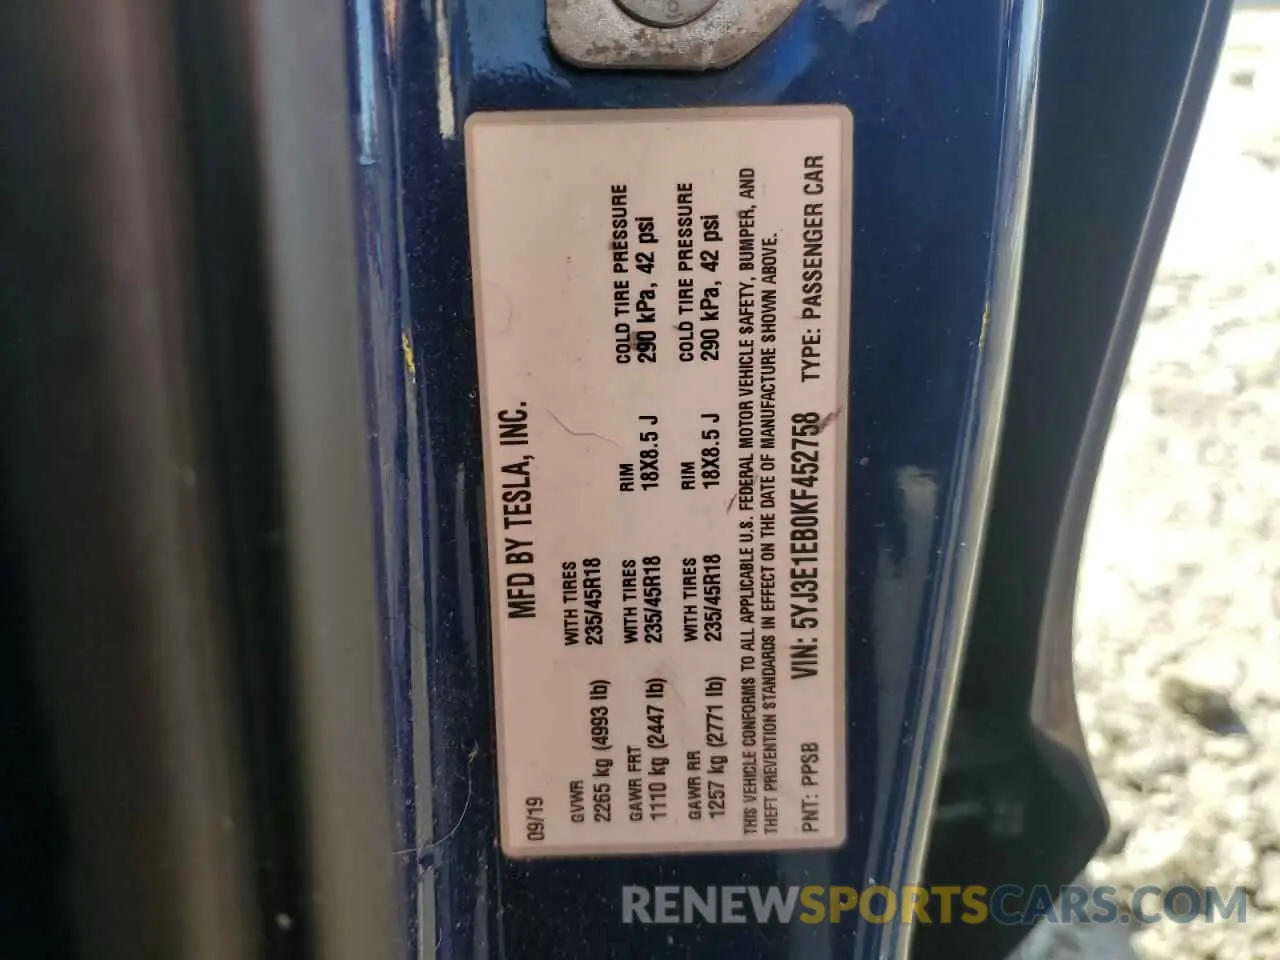 MFD BY TESLA, INC.
09/19
GVWR
2265 kg (4993 lb)
WITH TIRES
235/45R18
GAWR FRT
1110 kg (2447 lb)
WITH TIRES
235/45R18
RIM
18X8.5 J
COLD TIRE PRESSURE
290 kPa, 42 psi
GAWR RR
1257 kg (2771 lb)
WITH TIRES
235/45R18
RIM
18X8.5 J
COLD TIRE PRESSURE
290 kPa, 42 psi
THIS VEHICLE CONFORMS TO ALL APPLICABLE U.S. FEDERAL MOTOR VEHICLE SAFETY, BUMPER, AND
THEFT PREVENTION STANDARDS IN EFFECT ON THE DATE OF MANUFACTURE SHOWN ABOVE.
PNT: PPSB VIN: 5YJ3E1EB0KF452758 TYPE: PASSENGER CAR
RENEWSPORTSCARS.COM